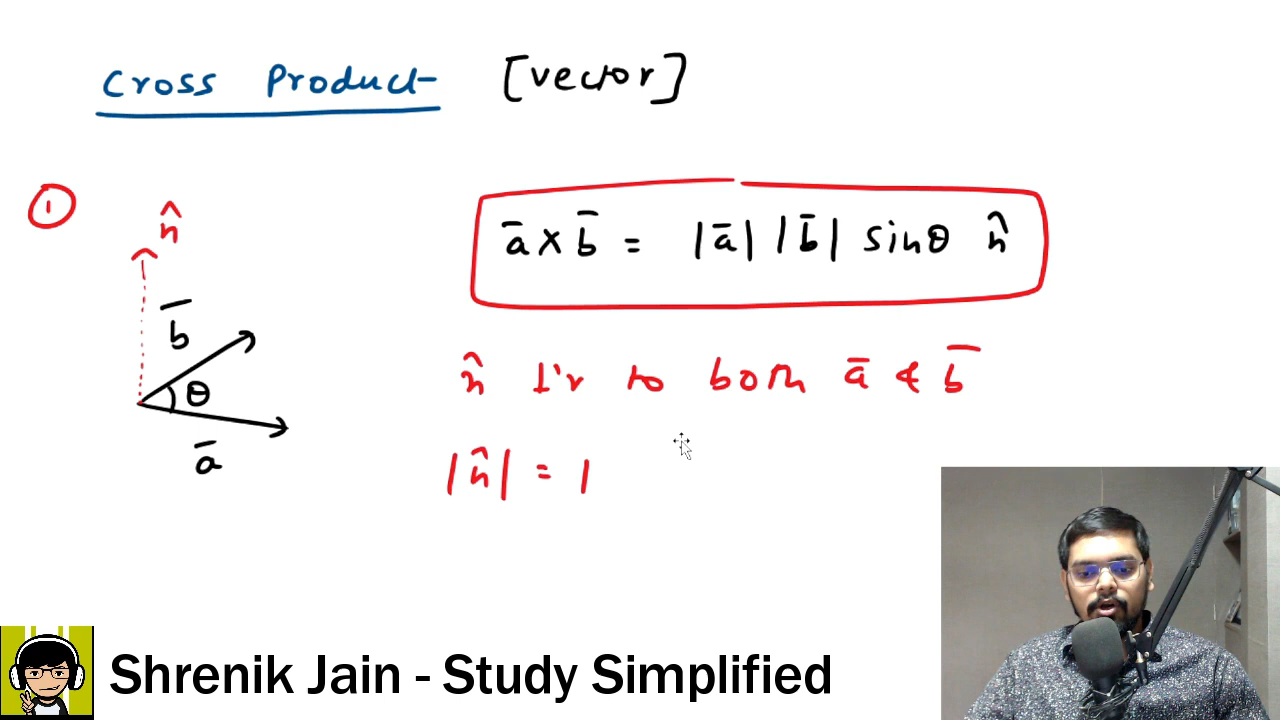 Cross Product [vector]
①
n̂
b̅
θ
a̅
a̅ × b̅ = |a̅| |b̅| sinθ n̂
n̂ ⊥'r to both a̅ & b̅
|n̂| = 1
Shrenik Jain - Study Simplified